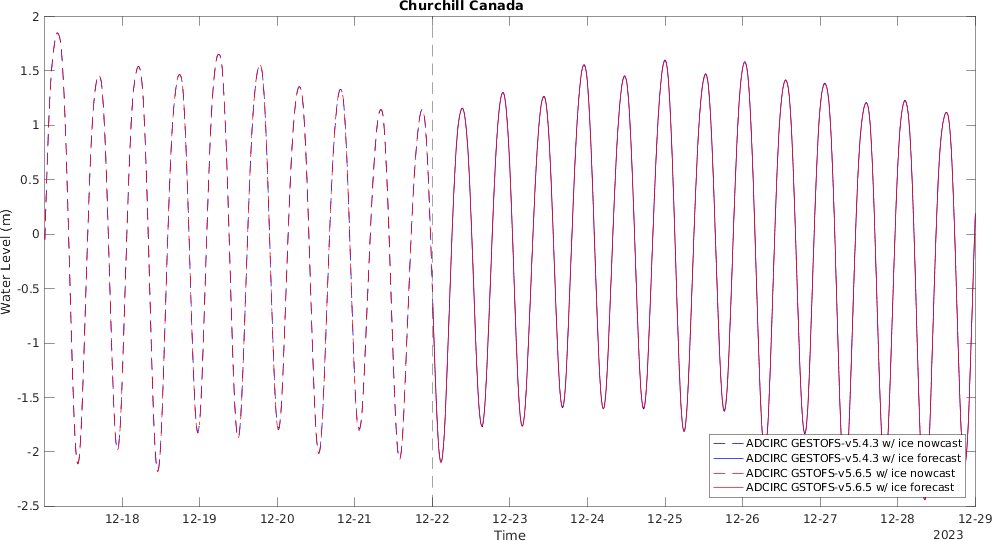 Churchill Canada
2
1.5
1
0.5
0
-0.5
-1
-1.5
-2
-2.5
Water Level (m)
ADCIRC GESTOFS-v5.4.3 w/ ice nowcast
ADCIRC GESTOFS-v5.4.3 w/ ice forecast
ADCIRC GSTOFS-v5.6.5 w/ ice nowcast
ADCIRC GSTOFS-v5.6.5 w/ ice forecast
12-18 12-19 12-20 12-21 12-22 12-23 12-24 12-25 12-26 12-27 12-28 12-29
Time
2023